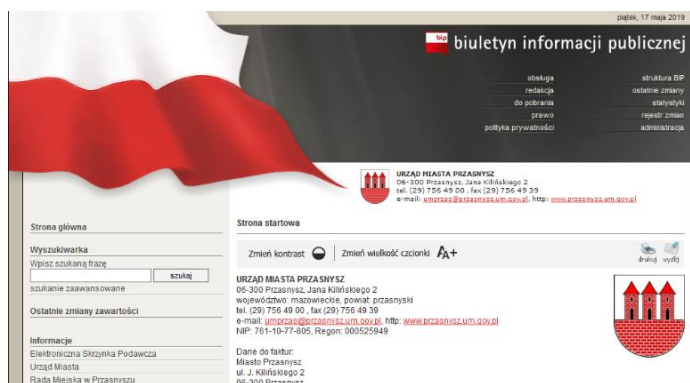 piątek, 17 maja 2019
bip
biuletyn informacji publicznej
obsługa
struktura BIP
redakcja
ostatnie zmiany
do pobrania
statystyki
prawo
rejestr zmian
polityka prywatności
administracja
URZĄD MIASTA PRZASNYSZ
06-300 Przasnysz, Jana Kilińskiego 2
tel. (29) 756 49 00 , fax (29) 756 49 39
e-mail: umprzas@przasnysz.um.gov.pl, http: www.przasnysz.um.gov.pl
Strona główna
Strona startowa
Wyszukiwarka
Wpisz szukaną frazę
szukaj
szukanie zaawansowane
Ostatnie zmiany zawartości
Informacje
Elektroniczna Skrzynka Podawcza
Urząd Miasta
Rada Miejska w Przasnyszu
Zmień kontrast
Zmień wielkość czcionki AA+
drukuj wyślij
URZĄD MIASTA PRZASNYSZ
06-300 Przasnysz, Jana Kilińskiego 2
województwo: mazowieckie, powiat: przasnyski
tel. (29) 756 49 00 , fax (29) 756 49 39
e-mail: umprzas@przasnysz.um.gov.pl, http: www.przasnysz.um.gov.pl
NIP: 761-10-77-805, Regon: 000525949
Dane do faktur:
Miasto Przasnysz
ul. J. Kilińskiego 2
06-300 Przasnysz